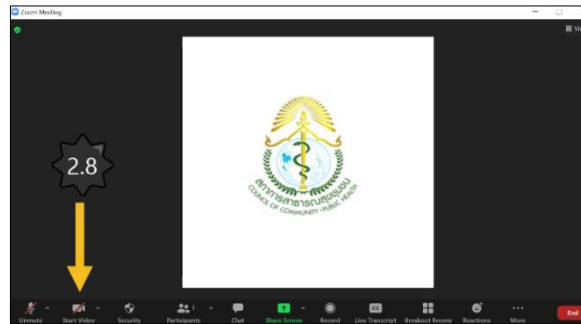 Zoom Meeting
View
2.8
สภาการสาธารณสุขชุมชน
COUNCIL OF COMMUNITY - PUBLIC HEALTH
Unmute Start Video Security Participants 1 Chat Share Screen Record Live Transcript Breakout Rooms Reactions More End